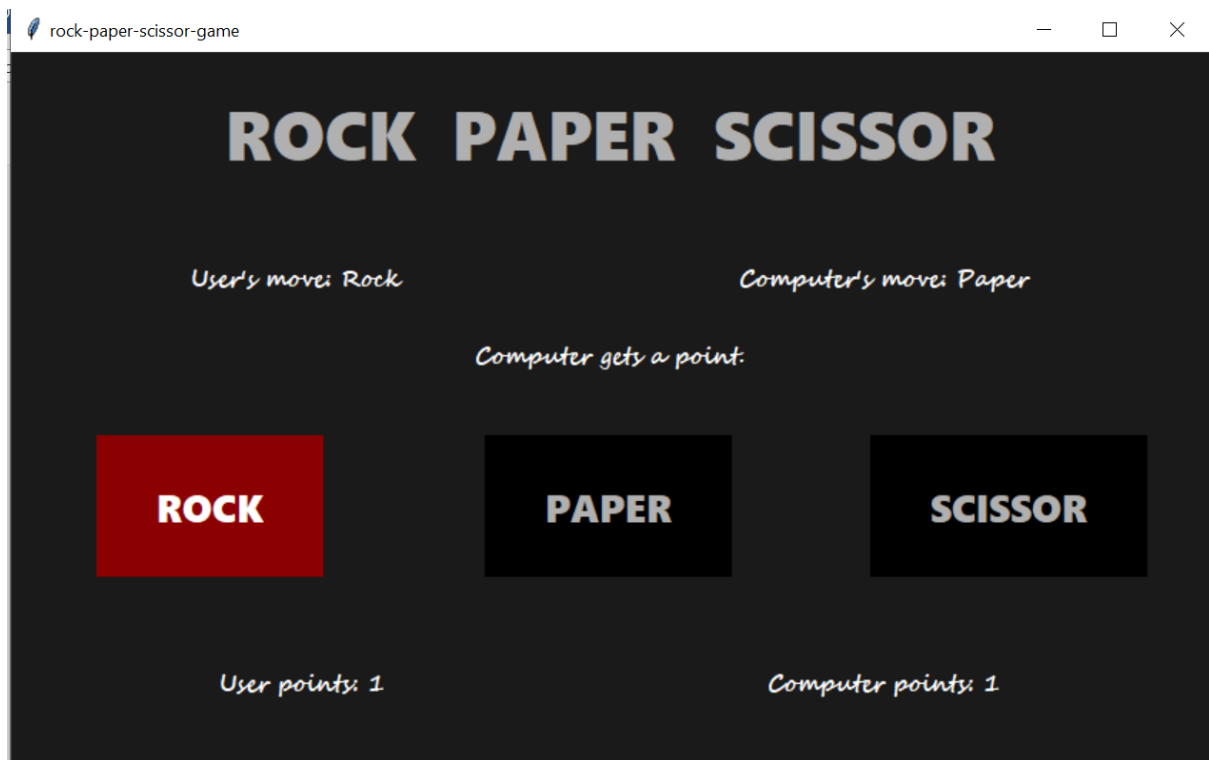 rock-paper-scissor-game
ROCK PAPER SCISSOR
User's move: Rock
Computer's move: Paper
Computer gets a point.
ROCK
PAPER
SCISSOR
User points: 1
Computer points: 1